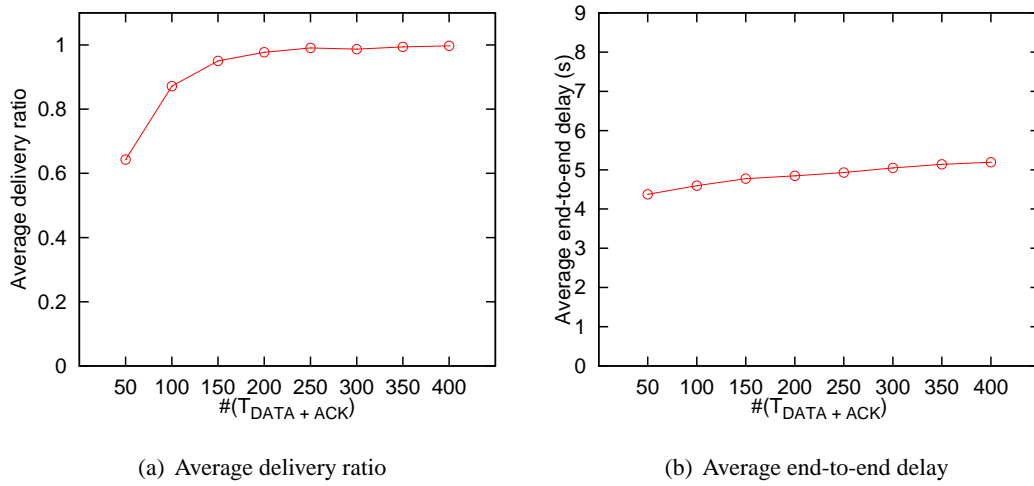 Average delivery ratio
1
0.8
0.6
0.4
0.2
0
50 100 150 200 250 300 350 400
#(T_DATA + ACK)
(a) Average delivery ratio
Average end-to-end delay (s)
9
8
7
6
5
4
3
2
1
0
50 100 150 200 250 300 350 400
#(T_DATA + ACK)
(b) Average end-to-end delay